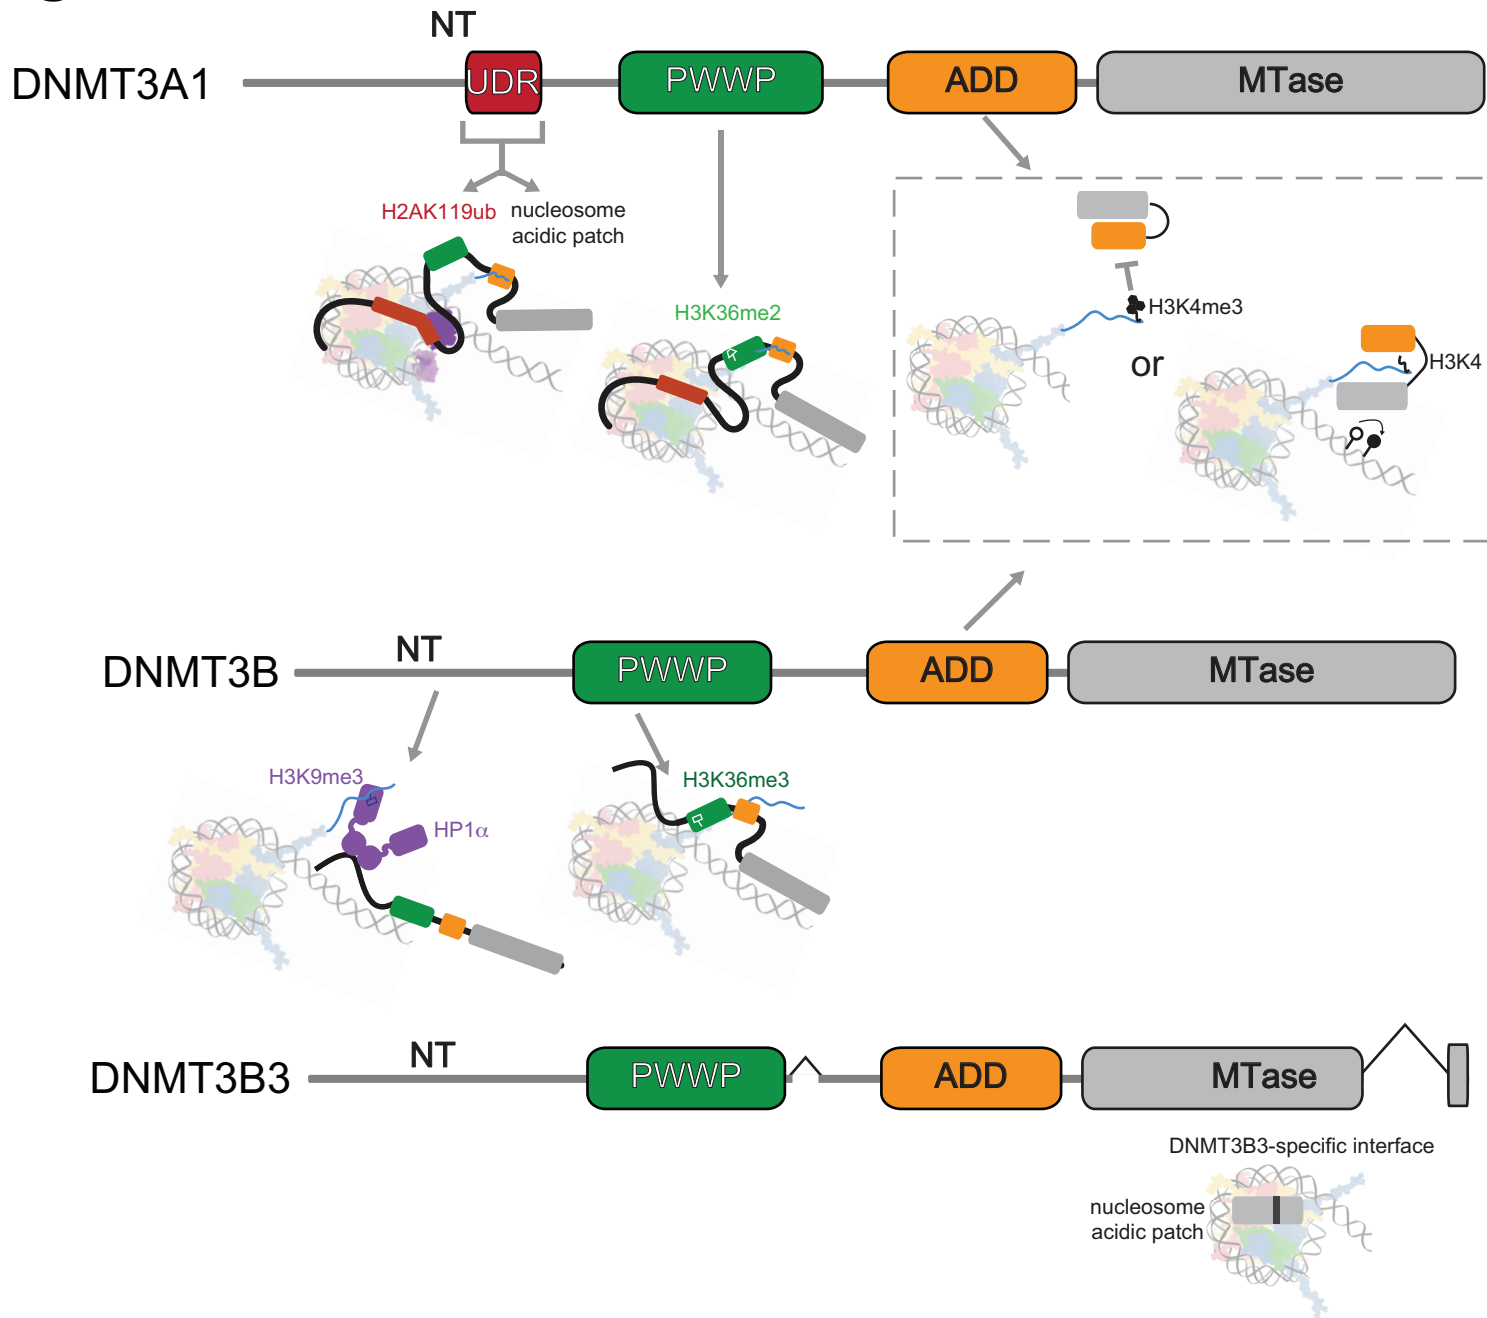 NT
DNMT3A1
UDR
PWWP
ADD
MTase
H2AK119ub
nucleosome
acidic patch
H3K36me2
H3K4me3
or
H3K4
NT
DNMT3B
PWWP
ADD
MTase
H3K9me3
HP1α
H3K36me3
NT
DNMT3B3
PWWP
ADD
MTase
DNMT3B3-specific interface
nucleosome
acidic patch